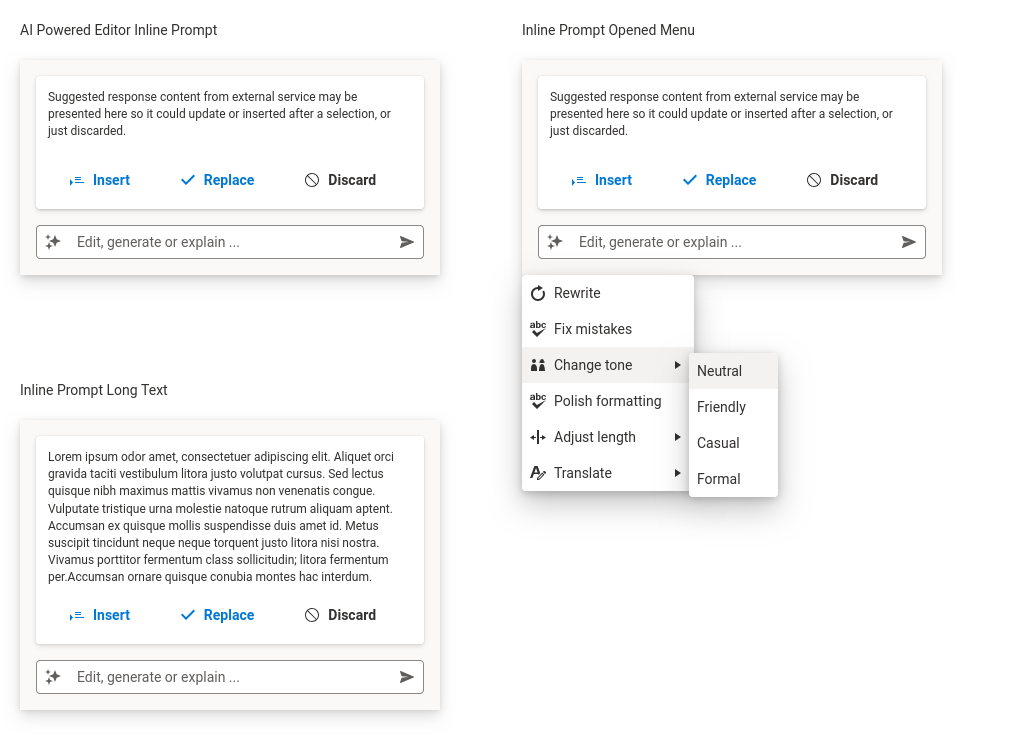 AI Powered Editor Inline Prompt
Suggested response content from external service may be
presented here so it could update or inserted after a selection, or
just discarded.
Insert
Replace
Discard
Edit, generate or explain ...
Inline Prompt Opened Menu
Suggested response content from external service may be
presented here so it could update or inserted after a selection, or
just discarded.
Insert
Replace
Discard
Edit, generate or explain ...
Rewrite
abc
Fix mistakes
Change tone
abc
Polish formatting
Adjust length
Translate
Neutral
Friendly
Casual
Formal
Inline Prompt Long Text
Lorem ipsum odor amet, consectetuer adipiscing elit. Aliquet orci
gravida taciti vestibulum litora justo volutpat cursus. Sed lectus
quisque nibh maximus mattis vivamus non venenatis congue.
Vulputate tristique urna molestie natoque rutrum aliquam aptent.
Accumsan ex quisque mollis suspendisse duis amet id. Metus
suscipit tincidunt neque neque torquent justo litora nisi nostra.
Vivamus porttitor fermentum class sollicitudin; litora fermentum
per.Accumsan ornare quisque conubia montes hac interdum.
Insert
Replace
Discard
Edit, generate or explain ...